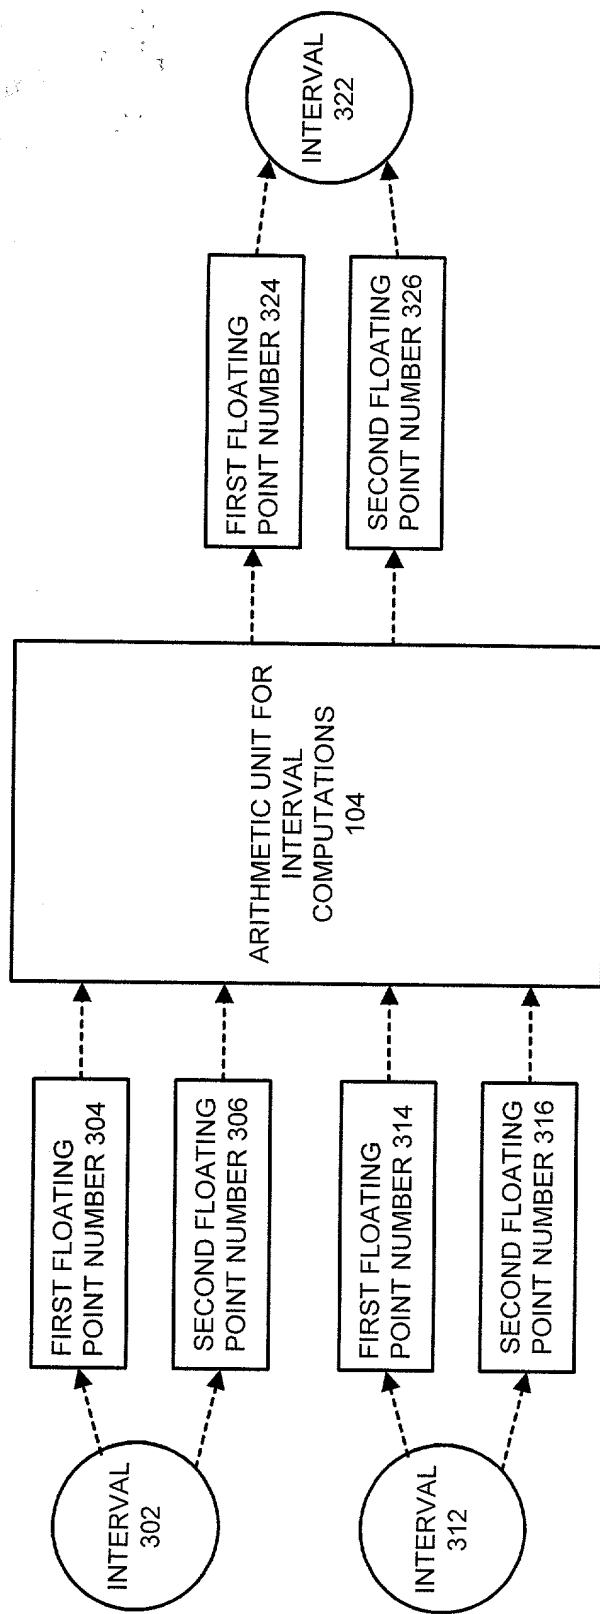 INTERVAL
302
FIRST FLOATING
POINT NUMBER 304
SECOND FLOATING
POINT NUMBER 306
INTERVAL
312
FIRST FLOATING
POINT NUMBER 314
SECOND FLOATING
POINT NUMBER 316
ARITHMETIC UNIT FOR
INTERVAL
COMPUTATIONS
104
FIRST FLOATING
POINT NUMBER 324
SECOND FLOATING
POINT NUMBER 326
INTERVAL
322